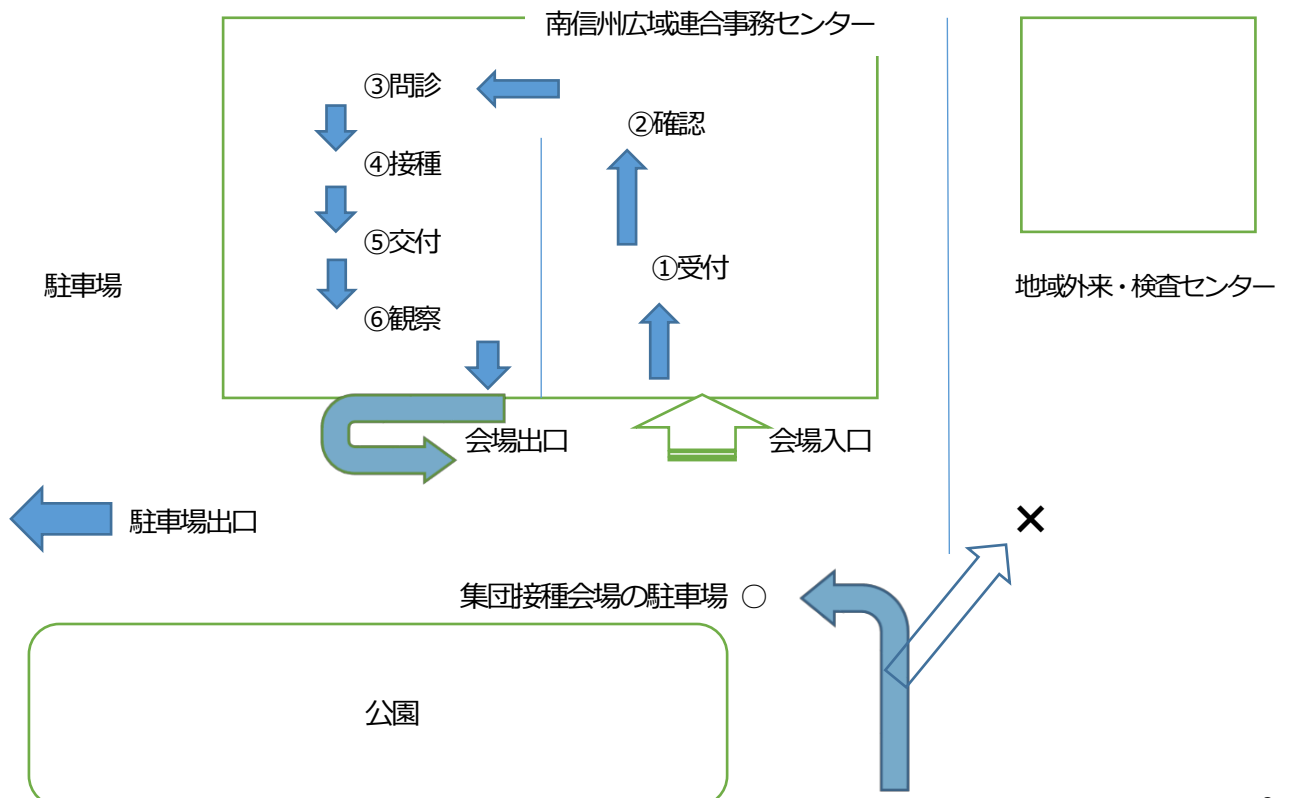 南信州広域連合事務センター
③問診
②確認
④接種
⑤交付
①受付
駐車場
地域外来・検査センター
⑥観察
会場出口
会場入口
駐車場出口
×
集団接種会場の駐車場 ○
公園